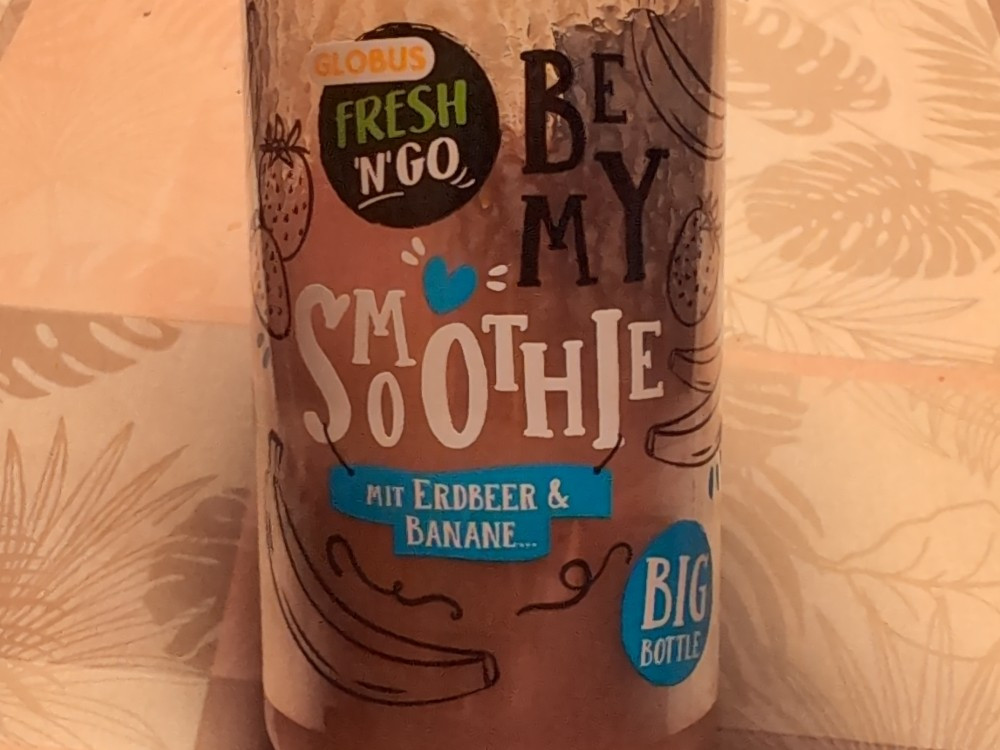 GLOBUS
FRESH
'N' GO
BE
MY
SMOOTHIE
MIT ERDBEER &
BANANE...
BIG
BOTTLE